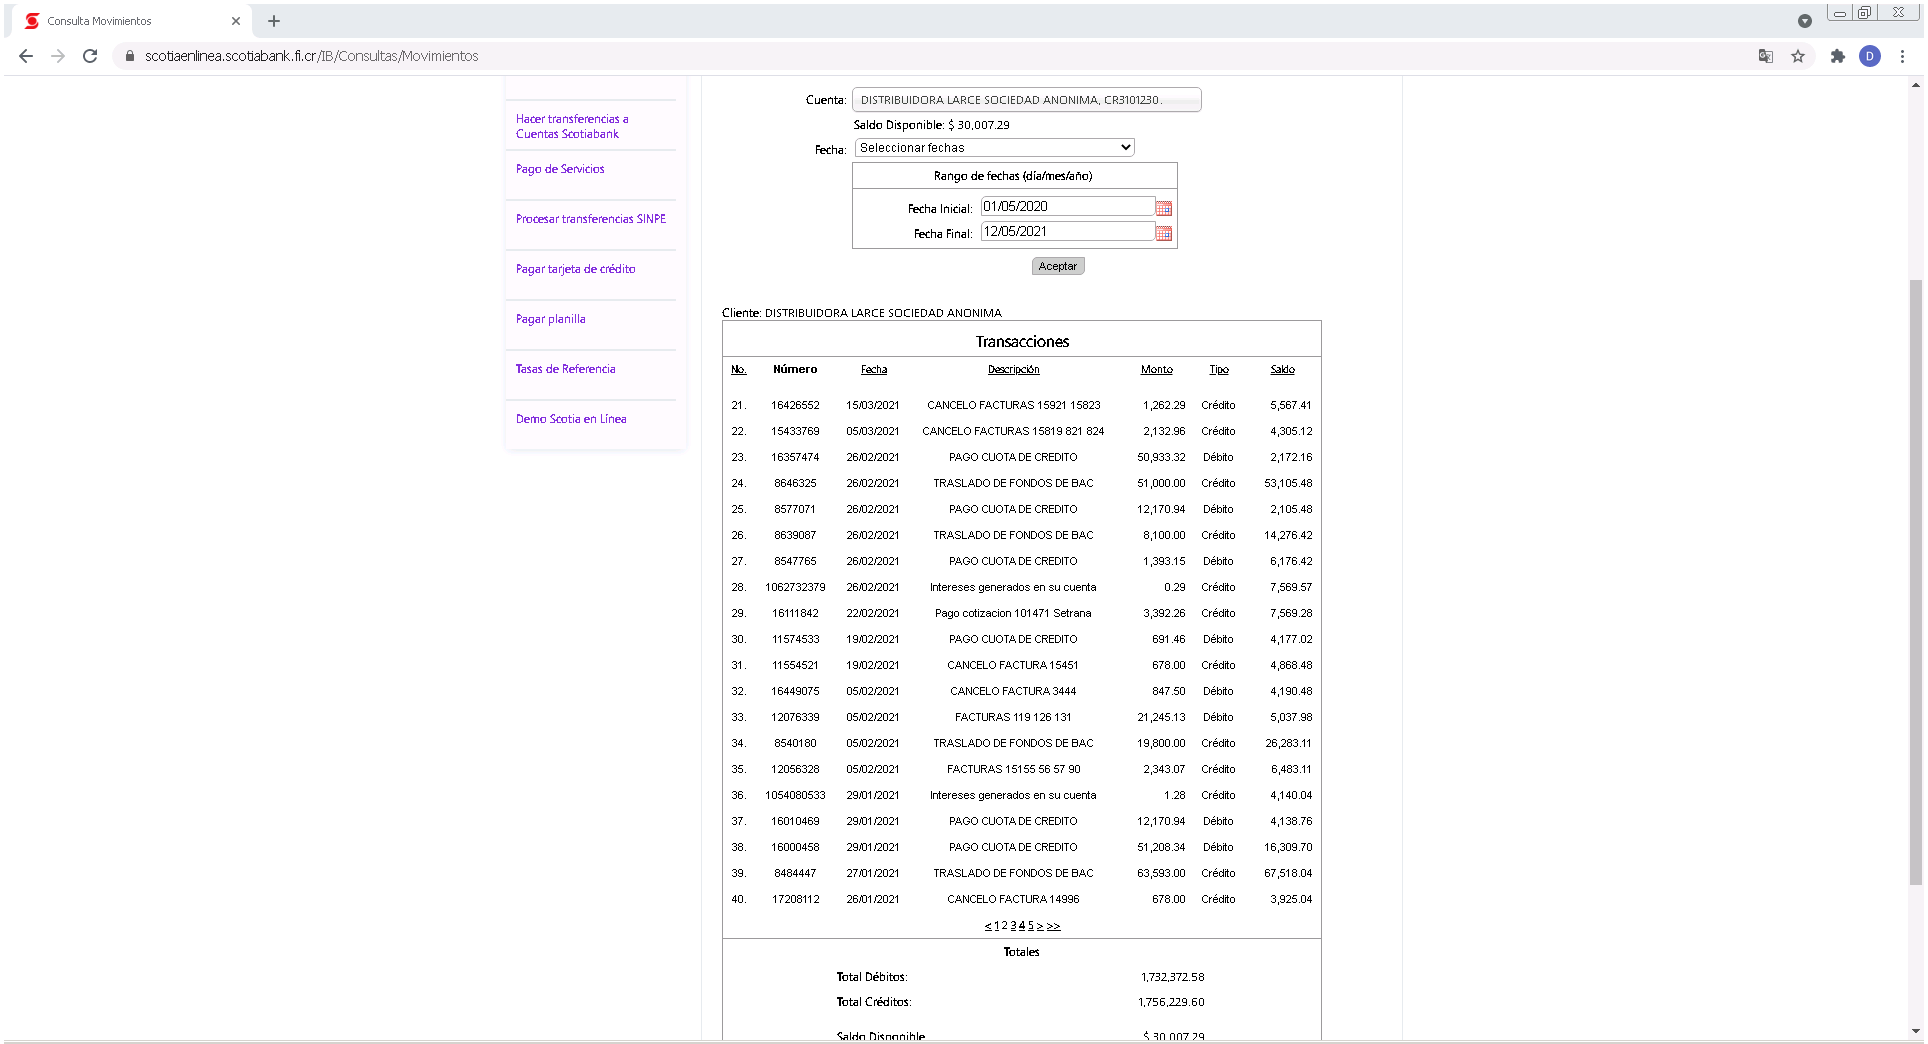 Consulta Movimientos
scotiaenlinea.scotiabank.fi.cr/IB/Consultas/Movimientos
D
Hacer transferencias a
Cuentas Scotiabank
Pago de Servicios
Procesar transferencias SINPE
Pagar tarjeta de crédito
Pagar planilla
Tasas de Referencia
Demo Scotia en Línea
Cuenta: DISTRIBUIDORA LARCE SOCIEDAD ANONIMA, CR3101230.
Saldo Disponible: $ 30,007.29
Fecha: Seleccionar fechas
Rango de fechas (día/mes/año)
Fecha Inicial: 01/05/2020
Fecha Final: 12/05/2021
Aceptar
Cliente: DISTRIBUIDORA LARCE SOCIEDAD ANONIMA
Transacciones
No. Número Fecha Descripción Monto Tipo Saldo
21. 16426552 15/03/2021 CANCELO FACTURAS 15921 15823 1,262.29 Crédito 5,567.41
22. 15433769 05/03/2021 CANCELO FACTURAS 15819 821 824 2,132.96 Crédito 4,305.12
23. 16357474 26/02/2021 PAGO CUOTA DE CREDITO 50,933.32 Débito 2,172.16
24. 8646325 26/02/2021 TRASLADO DE FONDOS DE BAC 51,000.00 Crédito 53,105.48
25. 8577071 26/02/2021 PAGO CUOTA DE CREDITO 12,170.94 Débito 2,105.48
26. 8639087 26/02/2021 TRASLADO DE FONDOS DE BAC 8,100.00 Crédito 14,276.42
27. 8547765 26/02/2021 PAGO CUOTA DE CREDITO 1,393.15 Débito 6,176.42
28. 1062732379 26/02/2021 Intereses generados en su cuenta 0.29 Crédito 7,569.57
29. 16111842 22/02/2021 Pago cotizacion 101471 Setrana 3,392.26 Crédito 7,569.28
30. 11574533 19/02/2021 PAGO CUOTA DE CREDITO 691.46 Débito 4,177.02
31. 11554521 19/02/2021 CANCELO FACTURA 15451 678.00 Crédito 4,868.48
32. 16449075 05/02/2021 CANCELO FACTURA 3444 847.50 Débito 4,190.48
33. 12076339 05/02/2021 FACTURAS 119 126 131 21,245.13 Débito 5,037.98
34. 8540180 05/02/2021 TRASLADO DE FONDOS DE BAC 19,800.00 Crédito 26,283.11
35. 12056328 05/02/2021 FACTURAS 15155 56 57 90 2,343.07 Crédito 6,483.11
36. 1054080533 29/01/2021 Intereses generados en su cuenta 1.28 Crédito 4,140.04
37. 16010469 29/01/2021 PAGO CUOTA DE CREDITO 12,170.94 Débito 4,138.76
38. 16000458 29/01/2021 PAGO CUOTA DE CREDITO 51,208.34 Débito 16,309.70
39. 8484447 27/01/2021 TRASLADO DE FONDOS DE BAC 63,593.00 Crédito 67,518.04
40. 17208112 26/01/2021 CANCELO FACTURA 14996 678.00 Crédito 3,925.04
< 1 2 3 4 5 > >>
Totales
Total Débitos: 1,732,372.58
Total Créditos: 1,756,229.60
Saldo Disponible $ 30,007.29